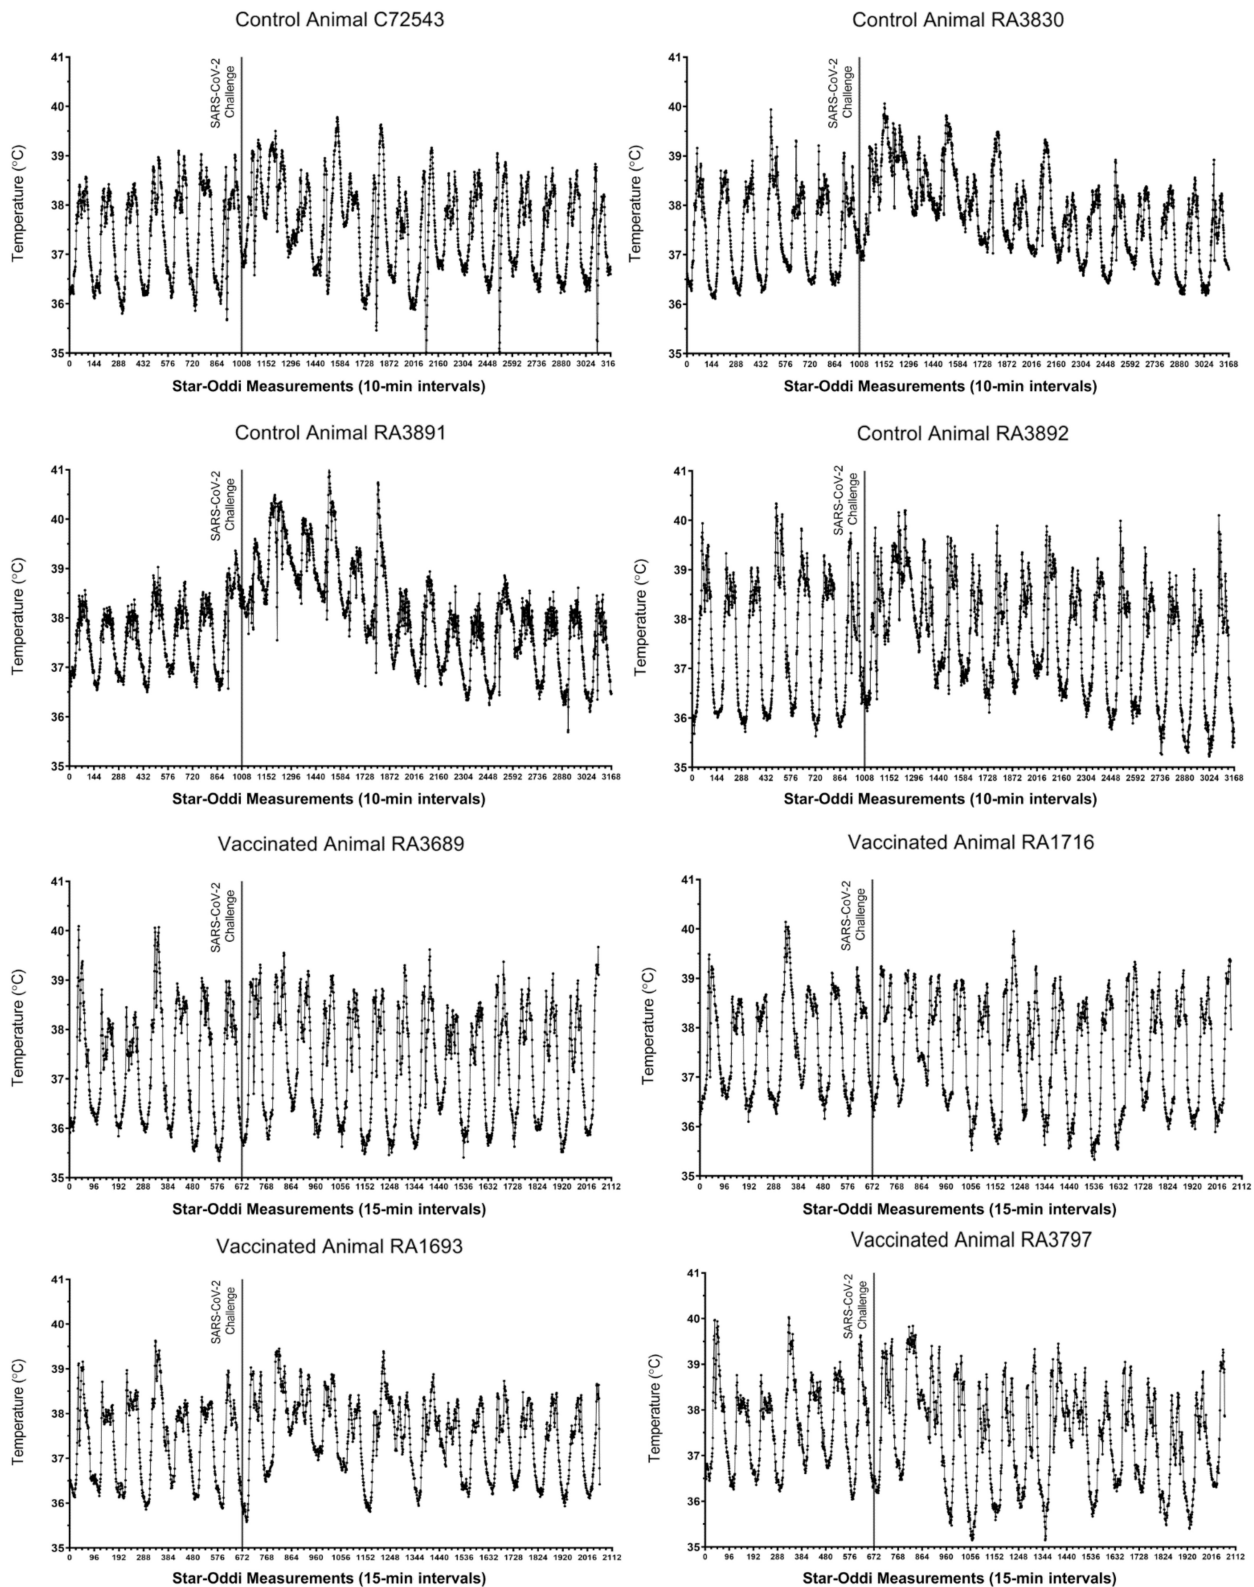 Control Animal C72543
Control Animal RA3830
41
40
39
38
37
36
35
Temperature (°C)
SARS-CoV-2
Challenge
0 144 288 432 576 720 864 1008 1152 1296 1440 1584 1728 1872 2016 2160 2304 2448 2592 2736 2880 3024 316
Star-Oddi Measurements (10-min intervals)
41
40
39
38
37
36
35
Temperature (°C)
SARS-CoV-2
Challenge
0 144 288 432 576 720 864 1008 1152 1296 1440 1584 1728 1872 2016 2160 2304 2448 2592 2736 2880 3024 3168
Star-Oddi Measurements (10-min intervals)
Control Animal RA3891
Control Animal RA3892
41
40
39
38
37
36
35
Temperature (°C)
SARS-CoV-2
Challenge
0 144 288 432 576 720 864 1008 1152 1296 1440 1584 1728 1872 2016 2160 2304 2448 2592 2736 2880 3024 3168
Star-Oddi Measurements (10-min intervals)
41
40
39
38
37
36
35
Temperature (°C)
SARS-CoV-2
Challenge
0 144 288 432 576 720 864 1008 1152 1296 1440 1584 1728 1872 2016 2160 2304 2448 2592 2736 2880 3024 3168
Star-Oddi Measurements (10-min intervals)
Vaccinated Animal RA3689
Vaccinated Animal RA1716
41
40
39
38
37
36
35
Temperature (°C)
SARS-CoV-2
Challenge
0 96 192 288 384 480 576 672 768 864 960 1056 1152 1248 1344 1440 1536 1632 1728 1824 1920 2016 2112
Star-Oddi Measurements (15-min intervals)
41
40
39
38
37
36
35
Temperature (°C)
SARS-CoV-2
Challenge
0 96 192 288 384 480 576 672 768 864 960 1056 1152 1248 1344 1440 1536 1632 1728 1824 1920 2016 2112
Star-Oddi Measurements (15-min intervals)
Vaccinated Animal RA1693
Vaccinated Animal RA3797
41
40
39
38
37
36
35
Temperature (°C)
SARS-CoV-2
Challenge
0 96 192 288 384 480 576 672 768 864 960 1056 1152 1248 1344 1440 1536 1632 1728 1824 1920 2016 2112
Star-Oddi Measurements (15-min intervals)
41
40
39
38
37
36
35
Temperature (°C)
SARS-CoV-2
Challenge
0 96 192 288 384 480 576 672 768 864 960 1056 1152 1248 1344 1440 1536 1632 1728 1824 1920 2016 2112
Star-Oddi Measurements (15-min intervals)